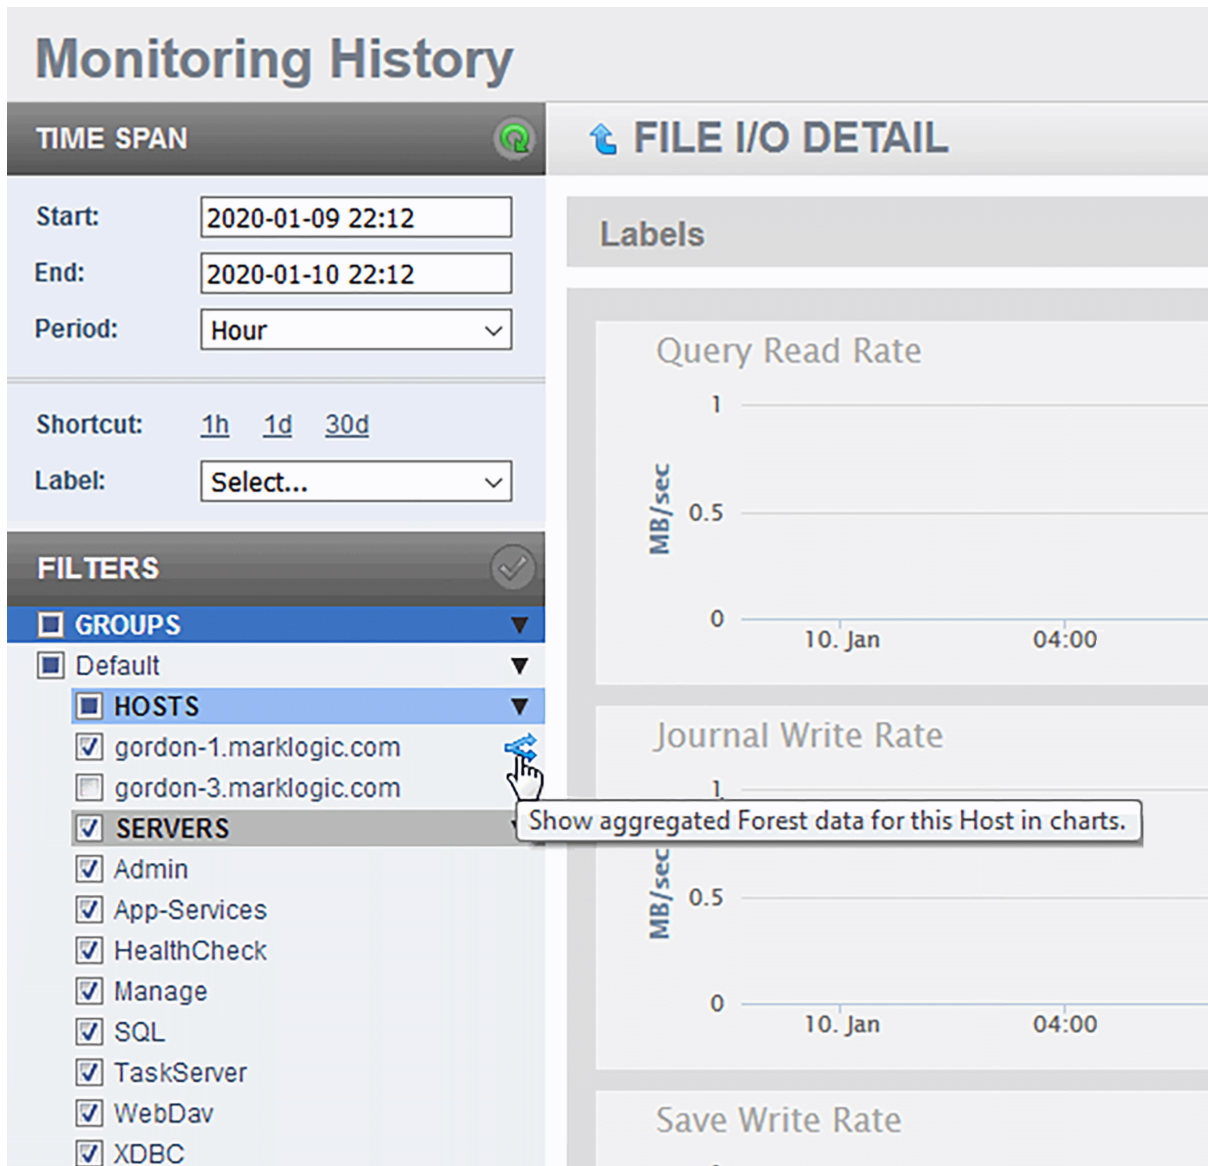 Monitoring History
TIME SPAN
Start: 2020-01-09 22:12
End: 2020-01-10 22:12
Period: Hour
Shortcut: 1h 1d 30d
Label: Select...
FILTERS
GROUPS
Default
HOSTS
gordon-1.marklogic.com
gordon-3.marklogic.com
SERVERS
Admin
App-Services
HealthCheck
Manage
SQL
TaskServer
WebDav
XDBC
FILE I/O DETAIL
Labels
Query Read Rate
1
MB/sec
0.5
0
10. Jan 04:00
Journal Write Rate
1
Show aggregated Forest data for this Host in charts.
MB/sec
0.5
0
10. Jan 04:00
Save Write Rate